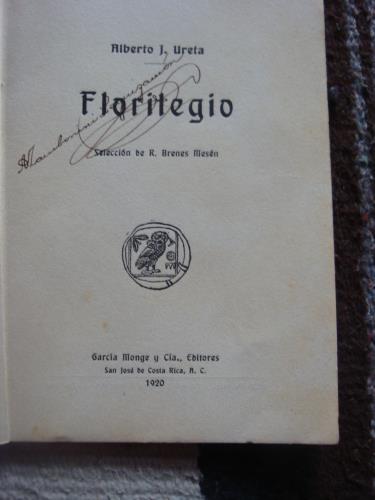 Alberto J. Ureta
Florilegio
Selección de R. Brenes Mesén
García Monge y Cía., Editores
San José de Costa Rica, A. C.
1920